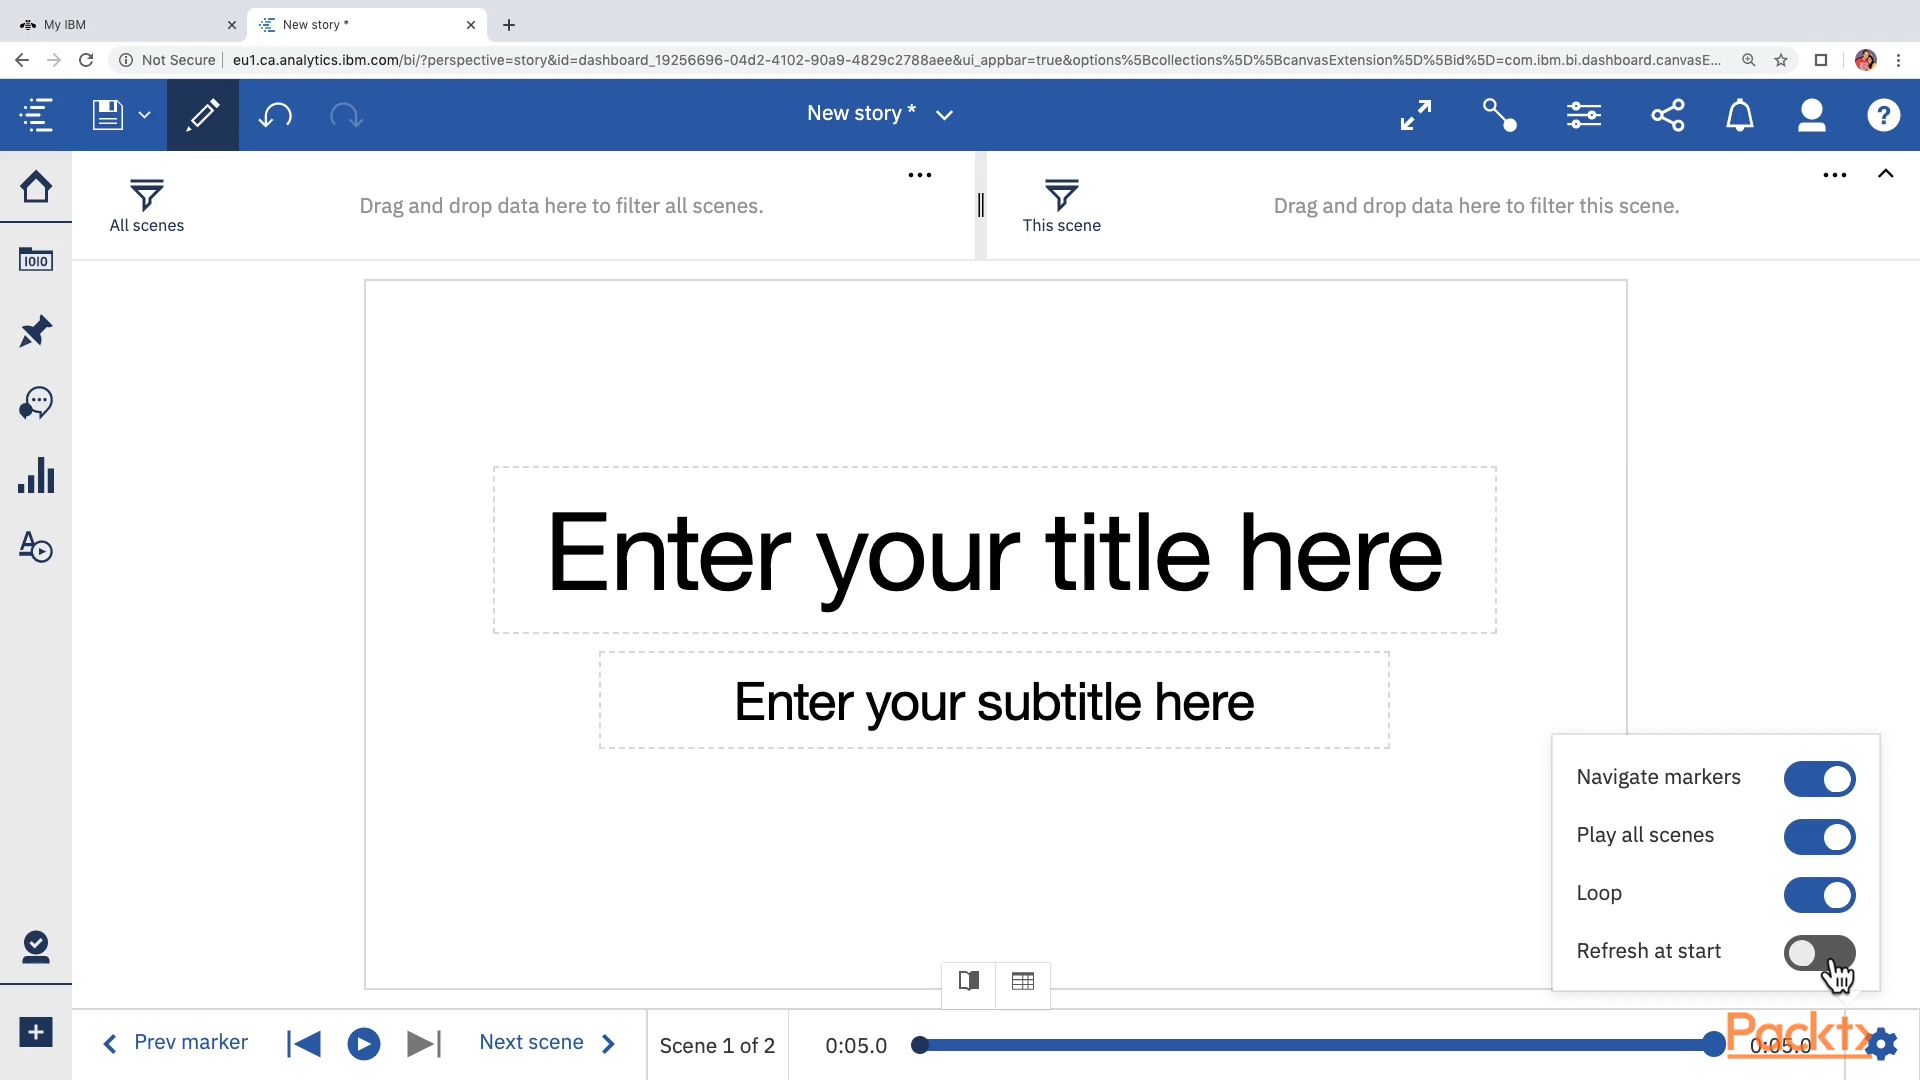 My IBM
New story *
Not Secure
eu1.ca.analytics.ibm.com/bi/?perspective=story&id=dashboard_19256696-04d2-4102-90a9-4829c2788aee&ui_appbar=true&options%5Bcollections%5D%5BcanvasExtension%5D%5Bid%5D=com.ibm.bi.dashboard.canvasE...
New story *
?
All scenes
Drag and drop data here to filter all scenes.
This scene
Drag and drop data here to filter this scene.
1010
Enter your title here
Enter your subtitle here
Navigate markers
Play all scenes
Loop
Refresh at start
Prev marker
Next scene
Scene 1 of 2
0:05.0
0:05.0
Packt